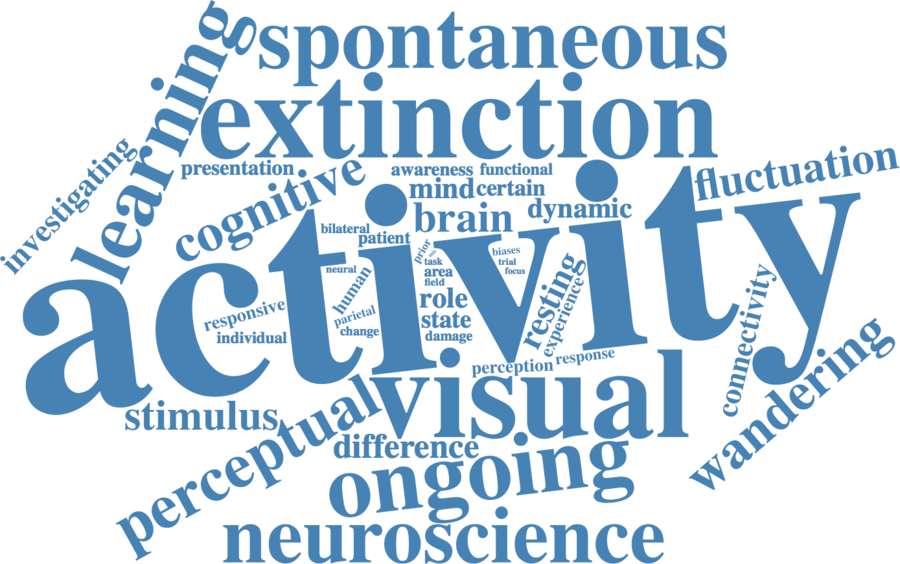 learning
spontaneous
extinction
investigating
presentation
awareness
functional
fluctuation
cognitive
mind
certain
brain
dynamic
bilateral
patient
activity
prior
biases
task
trial
neural
area
focus
human
field
resting
experience
role
responsive
parietal
state
individual
change
damage
connectivity
perception
response
visual
wandering
stimulus
perceptual
difference
ongoing
neuroscience